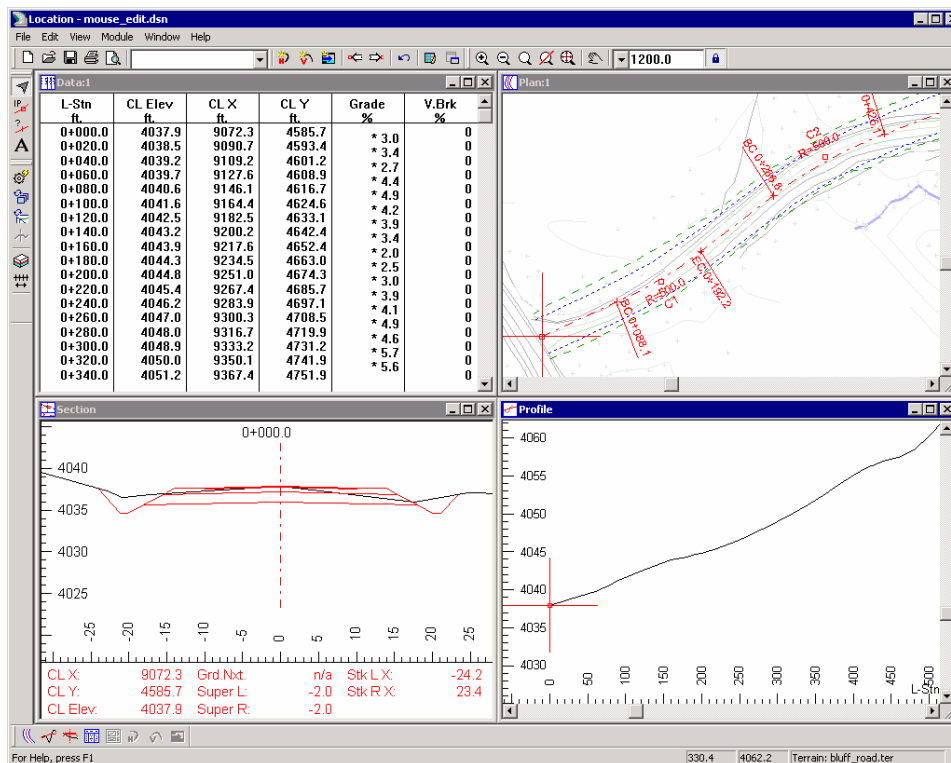 Location - mouse_edit.dsn
File Edit View Module Window Help
1200.0
Data:1
L-Stn CL Elev CL X CL Y Grade V.Brk
ft. ft. ft. ft. % %
0+000.0 4037.9 9072.3 4585.7 0
* 3.0
0+020.0 4038.5 9090.7 4593.4 0
* 3.4
0+040.0 4039.2 9109.2 4601.2 0
* 2.7
0+060.0 4039.7 9127.6 4608.9 0
* 4.4
0+080.0 4040.6 9146.1 4616.7 0
* 4.9
0+100.0 4041.6 9164.4 4624.6 0
* 4.2
0+120.0 4042.5 9182.5 4633.1 0
* 3.9
0+140.0 4043.2 9200.2 4642.4 0
* 3.4
0+160.0 4043.9 9217.6 4652.4 0
* 2.0
0+180.0 4044.3 9234.5 4663.0 0
* 2.5
0+200.0 4044.8 9251.0 4674.3 0
* 3.0
0+220.0 4045.4 9267.4 4685.7 0
* 3.9
0+240.0 4046.2 9283.9 4697.1 0
* 4.1
0+260.0 4047.0 9300.3 4708.5 0
* 4.9
0+280.0 4048.0 9316.7 4719.9 0
* 4.6
0+300.0 4048.9 9333.2 4731.2 0
* 5.7
0+320.0 4050.0 9350.1 4741.9 0
* 5.6
0+340.0 4051.2 9367.4 4751.9 0
Plan:1
0+426.1
C2
R=500.0
BC 0+286.8
EC 0+192.2
R=500.0
C1
BC 0+088.1
Section
0+000.0
4040
4035
4030
4025
-25 -20 -15 -10 -5 0 5 10 15 20 25
CL X: 9072.3 Grd.Nxt. n/a Stk L X: -24.2
CL Y: 4585.7 Super L: -2.0 Stk R X: 23.4
CL Elev: 4037.9 Super R: -2.0
Profile
4060
4055
4050
4045
4040
4035
4030
0 50 100 150 200 250 300 350 400 450 500
L-Stn
For Help, press F1 330.4 4062.2 Terrain: bluff_road.ter